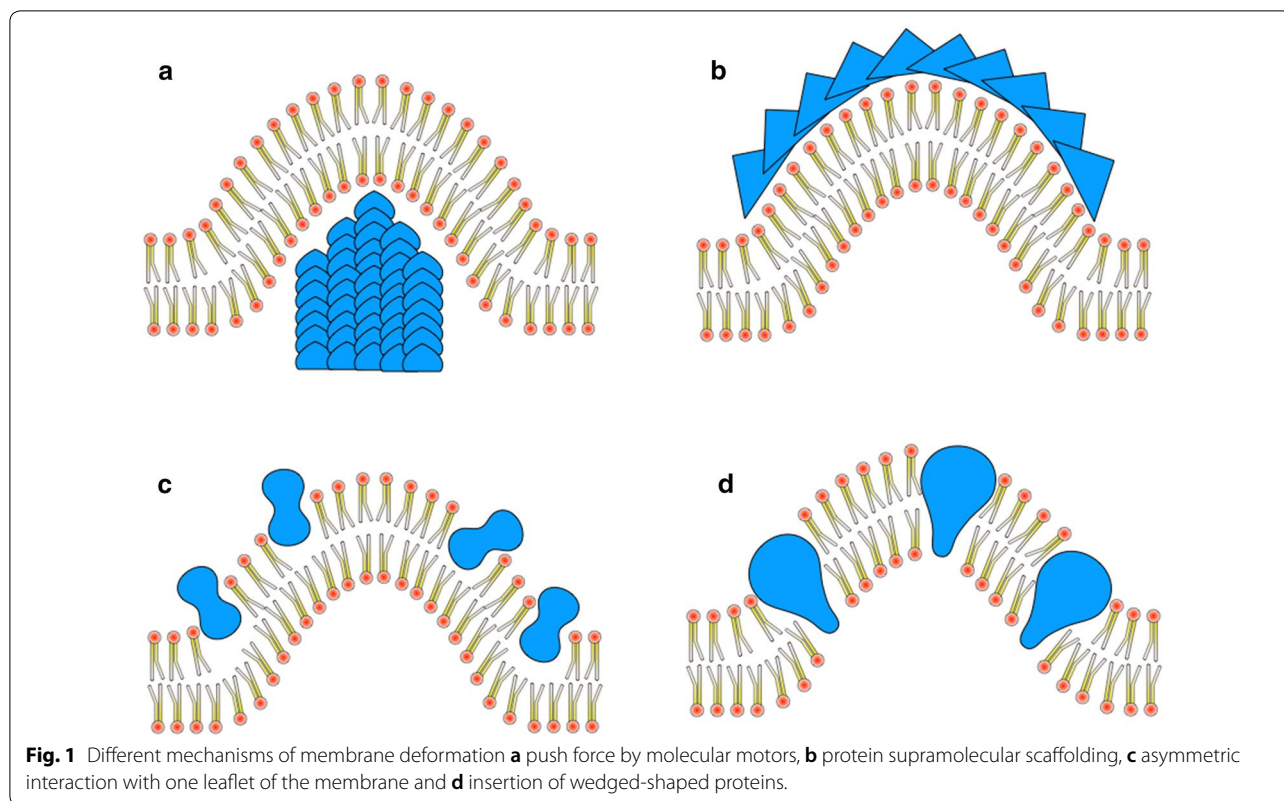 a
b
c
d
Fig. 1 Different mechanisms of membrane deformation a push force by molecular motors, b protein supramolecular scaffolding, c asymmetric
interaction with one leaflet of the membrane and d insertion of wedged-shaped proteins.